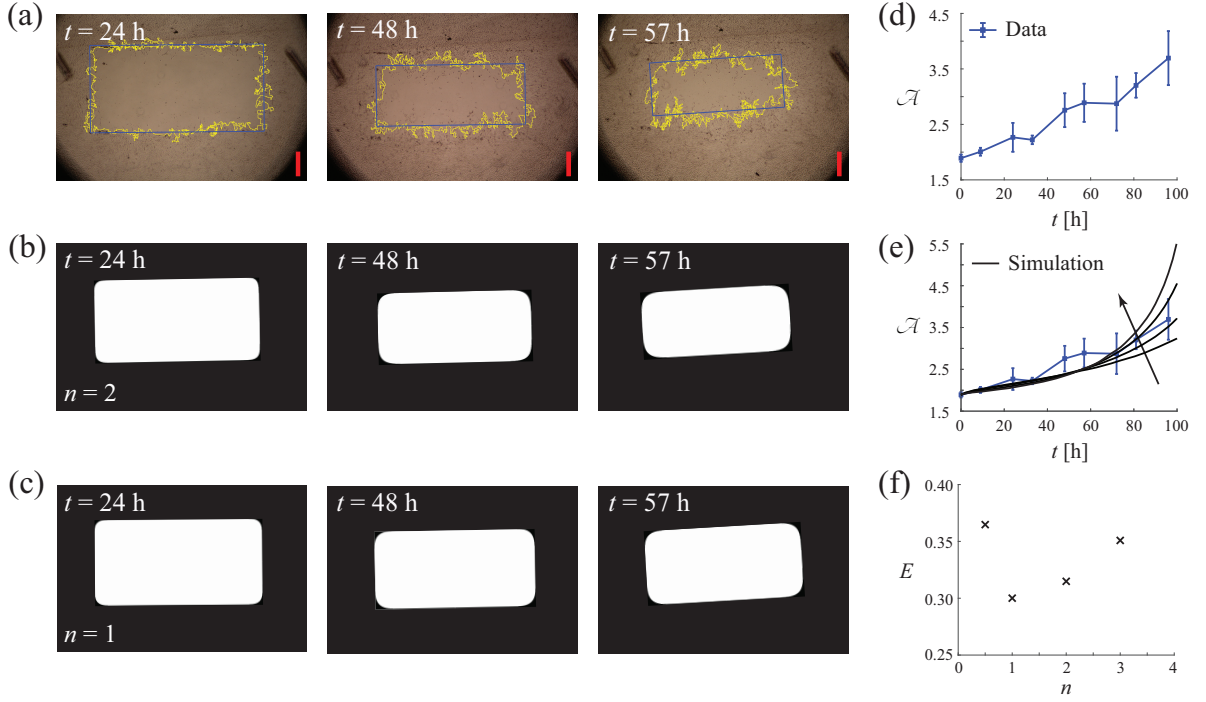 (a)
t = 24 h
t = 48 h
t = 57 h
(b)
t = 24 h
t = 48 h
t = 57 h
n = 2
(c)
t = 24 h
t = 48 h
t = 57 h
n = 1
(d)
4.5
3.5
2.5
1.5
𝒜
Data
0 20 40 60 80 100
t [h]
(e)
5.5
4.5
3.5
2.5
1.5
𝒜
Simulation
0 20 40 60 80 100
t [h]
(f)
0.40
0.35
0.30
0.25
E
0 1 2 3 4
n